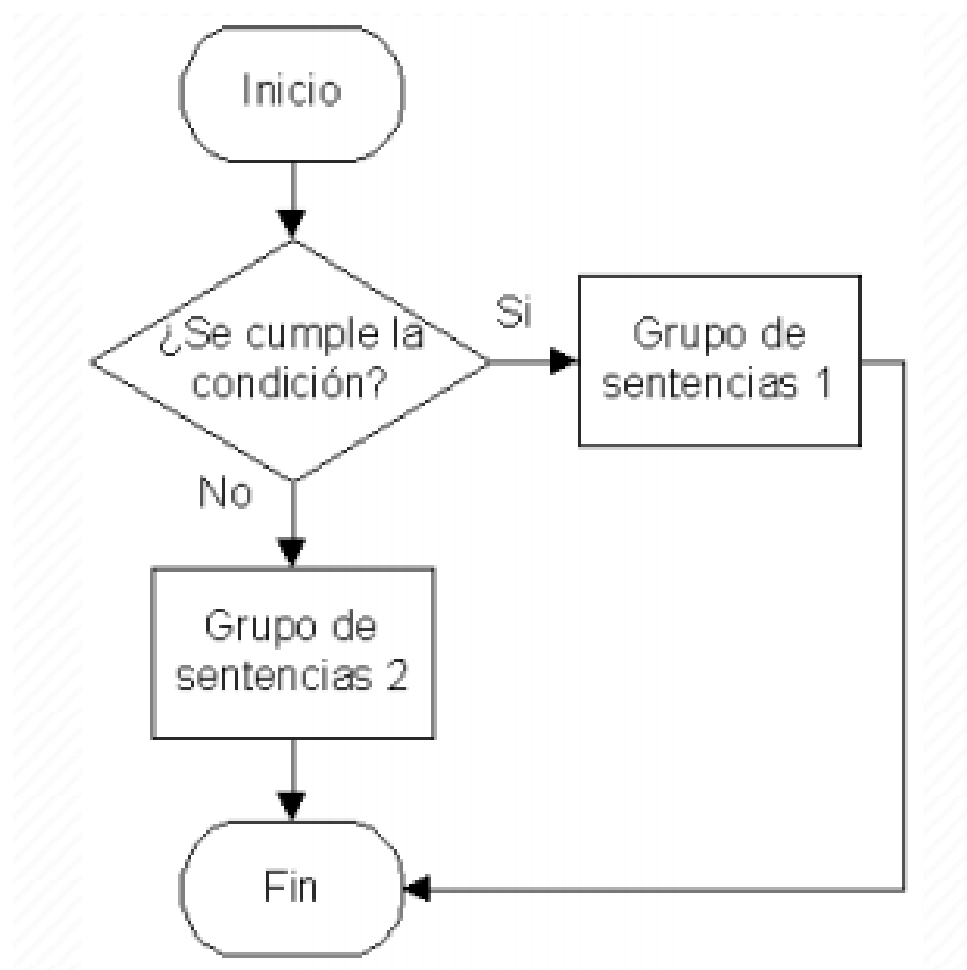 Inicio
¿Se cumple la
condición?
Si
Grupo de
sentencias 1
No
Grupo de
sentencias 2
Fin